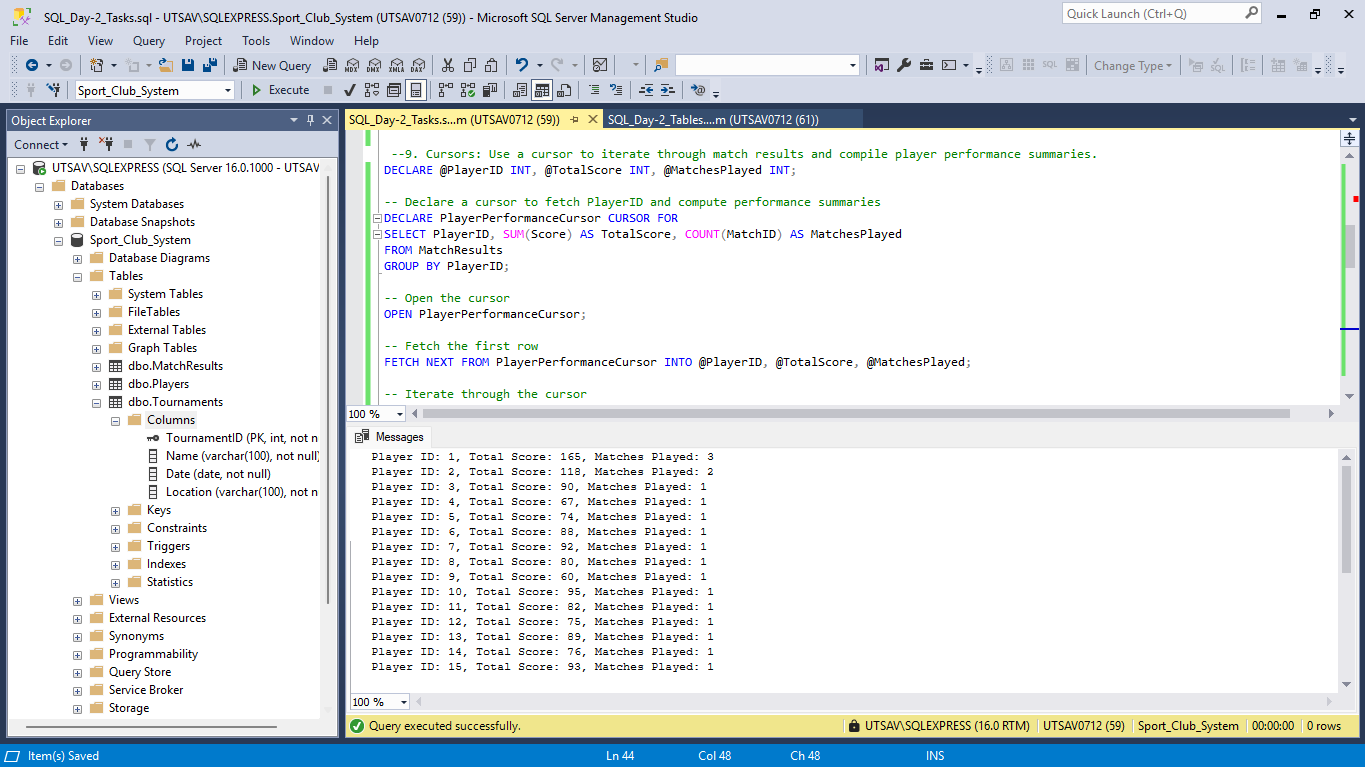 SQL_Day-2_Tasks.sql - UTSAV\SQLEXPRESS.Sport_Club_System (UTSAV0712 (59)) - Microsoft SQL Server Management Studio
Quick Launch (Ctrl+Q)
File Edit View Query Project Tools Window Help
New Query MDX DMX XMLA DAX SQL Change Type SQL
Sport_Club_System Execute
Object Explorer
Connect
UTSAV\SQLEXPRESS (SQL Server 16.0.1000 - UTSAV
Databases
System Databases
Database Snapshots
Sport_Club_System
Database Diagrams
Tables
System Tables
FileTables
External Tables
Graph Tables
dbo.MatchResults
dbo.Players
dbo.Tournaments
Columns
TournamentID (PK, int, not n
Name (varchar(100), not null)
Date (date, not null)
Location (varchar(100), not n
Keys
Constraints
Triggers
Indexes
Statistics
Views
External Resources
Synonyms
Programmability
Query Store
Service Broker
Storage
SQL_Day-2_Tasks.s...m (UTSAV0712 (59)) SQL_Day-2_Tables....m (UTSAV0712 (61))
--9. Cursors: Use a cursor to iterate through match results and compile player performance summaries.
DECLARE @PlayerID INT, @TotalScore INT, @MatchesPlayed INT;
-- Declare a cursor to fetch PlayerID and compute performance summaries
DECLARE PlayerPerformanceCursor CURSOR FOR
SELECT PlayerID, SUM(Score) AS TotalScore, COUNT(MatchID) AS MatchesPlayed
FROM MatchResults
GROUP BY PlayerID;
-- Open the cursor
OPEN PlayerPerformanceCursor;
-- Fetch the first row
FETCH NEXT FROM PlayerPerformanceCursor INTO @PlayerID, @TotalScore, @MatchesPlayed;
-- Iterate through the cursor
100 %
Messages
Player ID: 1, Total Score: 165, Matches Played: 3
Player ID: 2, Total Score: 118, Matches Played: 2
Player ID: 3, Total Score: 90, Matches Played: 1
Player ID: 4, Total Score: 67, Matches Played: 1
Player ID: 5, Total Score: 74, Matches Played: 1
Player ID: 6, Total Score: 88, Matches Played: 1
Player ID: 7, Total Score: 92, Matches Played: 1
Player ID: 8, Total Score: 80, Matches Played: 1
Player ID: 9, Total Score: 60, Matches Played: 1
Player ID: 10, Total Score: 95, Matches Played: 1
Player ID: 11, Total Score: 82, Matches Played: 1
Player ID: 12, Total Score: 75, Matches Played: 1
Player ID: 13, Total Score: 89, Matches Played: 1
Player ID: 14, Total Score: 76, Matches Played: 1
Player ID: 15, Total Score: 93, Matches Played: 1
100 %
Query executed successfully. UTSAV\SQLEXPRESS (16.0 RTM) UTSAV0712 (59) Sport_Club_System 00:00:00 0 rows
Item(s) Saved Ln 44 Col 48 Ch 48 INS